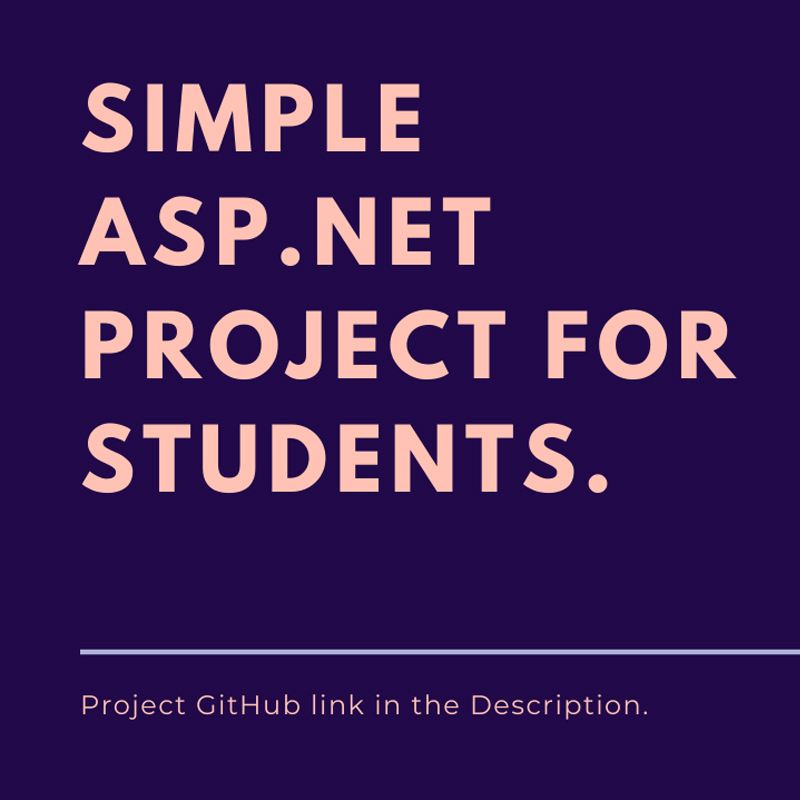 SIMPLE
ASP.NET
PROJECT FOR
STUDENTS.
Project GitHub link in the Description.